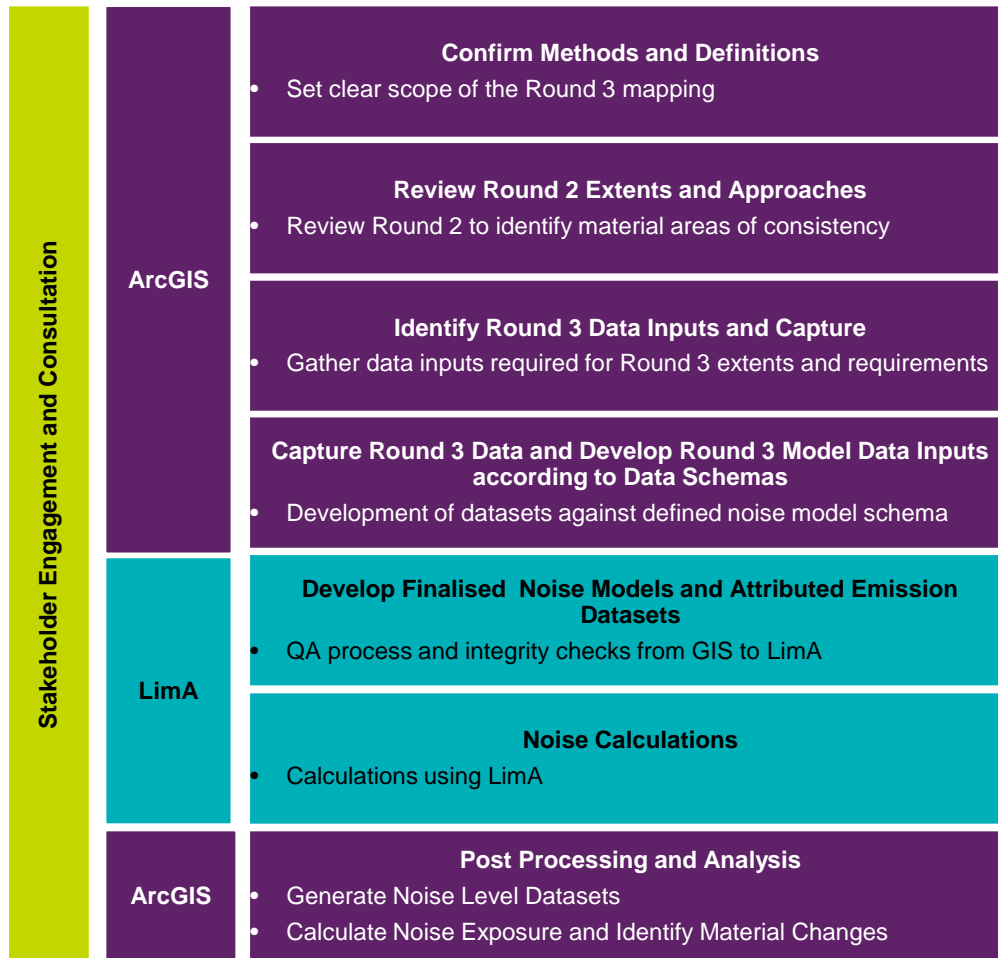 Stakeholder Engagement and Consultation
ArcGIS
Confirm Methods and Definitions
• Set clear scope of the Round 3 mapping
Review Round 2 Extents and Approaches
• Review Round 2 to identify material areas of consistency
Identify Round 3 Data Inputs and Capture
• Gather data inputs required for Round 3 extents and requirements
Capture Round 3 Data and Develop Round 3 Model Data Inputs
according to Data Schemas
• Development of datasets against defined noise model schema
LimA
Develop Finalised Noise Models and Attributed Emission
Datasets
• QA process and integrity checks from GIS to LimA
Noise Calculations
• Calculations using LimA
ArcGIS
Post Processing and Analysis
• Generate Noise Level Datasets
• Calculate Noise Exposure and Identify Material Changes